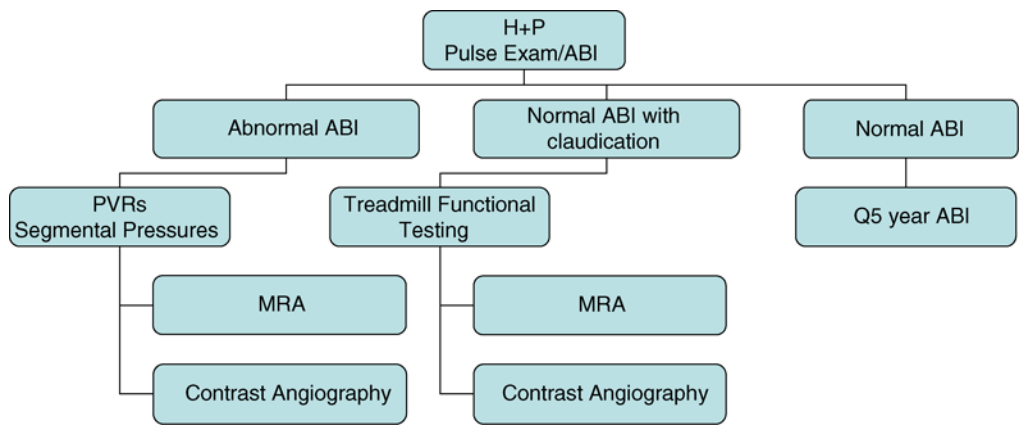 H+P
Pulse Exam/ABI
Abnormal ABI
Normal ABI with
claudication
Normal ABI
PVRs
Segmental Pressures
Treadmill Functional
Testing
Q5 year ABI
MRA
MRA
Contrast Angiography
Contrast Angiography